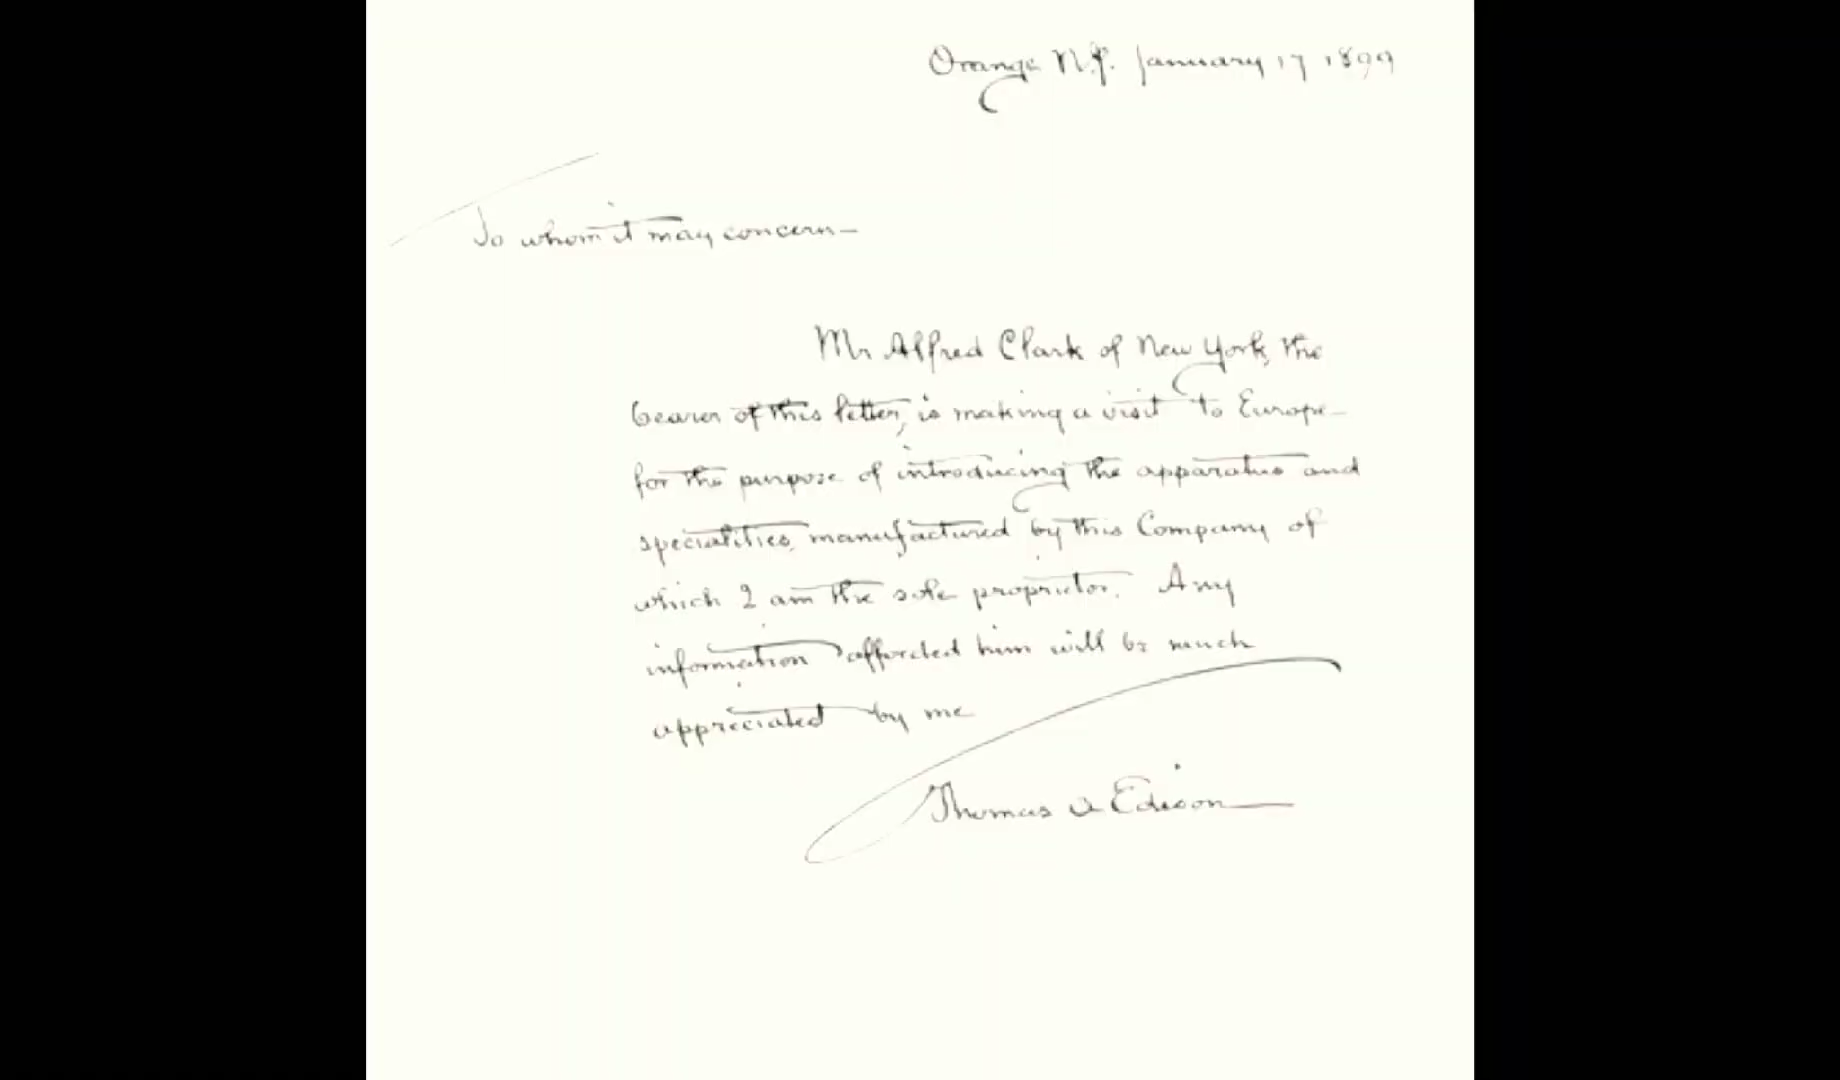 Orange N.J. January 17 1899
To whom it may concern—
Mr Alfred Clark of New York, the
bearer of this letter, is making a visit to Europe
for the purpose of introducing the apparatus and
specialities, manufactured by this Company of
which I am the sole proprietor. Any
information afforded him will be much
appreciated by me
Thomas A Edison